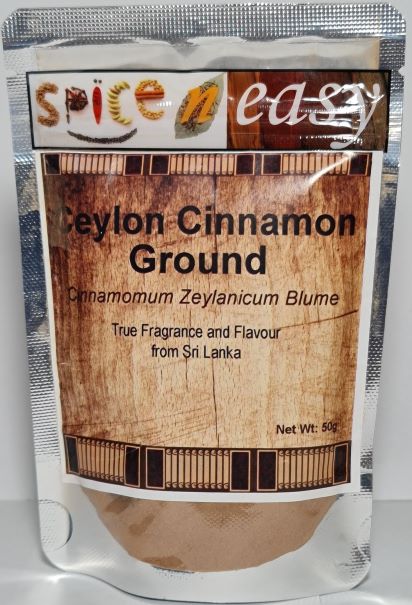 Spice n easy
Ceylon Cinnamon
Ground
Cinnamomum Zeylanicum Blume
True Fragrance and Flavour
from Sri Lanka
Net Wt: 50g